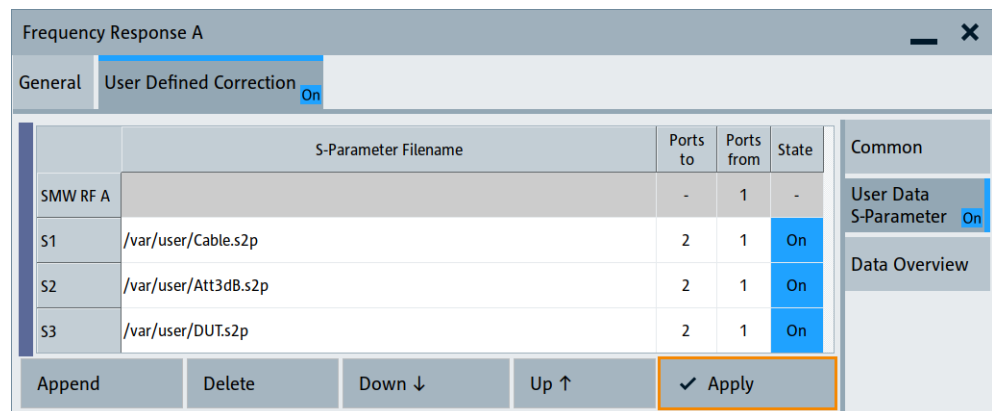 Frequency Response A
General
User Defined Correction On
S-Parameter Filename
Ports to
Ports from
State
SMW RF A - 1 -
S1 /var/user/Cable.s2p 2 1 On
S2 /var/user/Att3dB.s2p 2 1 On
S3 /var/user/DUT.s2p 2 1 On
Common
User Data
S-Parameter On
Data Overview
Append Delete Down ↓ Up ↑ ✓ Apply